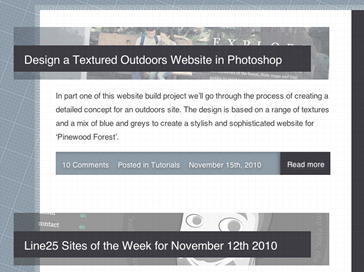 EXPLOR
Design a Textured Outdoors Website in Photoshop
In part one of this website build project we'll go through the process of creating a
detailed concept for an outdoors site. The design is based on a range of textures
and a mix of blue and greys to create a stylish and sophisticated website for
'Pinewood Forest'.
10 Comments Posted in Tutorials November 15th, 2010 Read more
contact
Line25 Sites of the Week for November 12th 2010